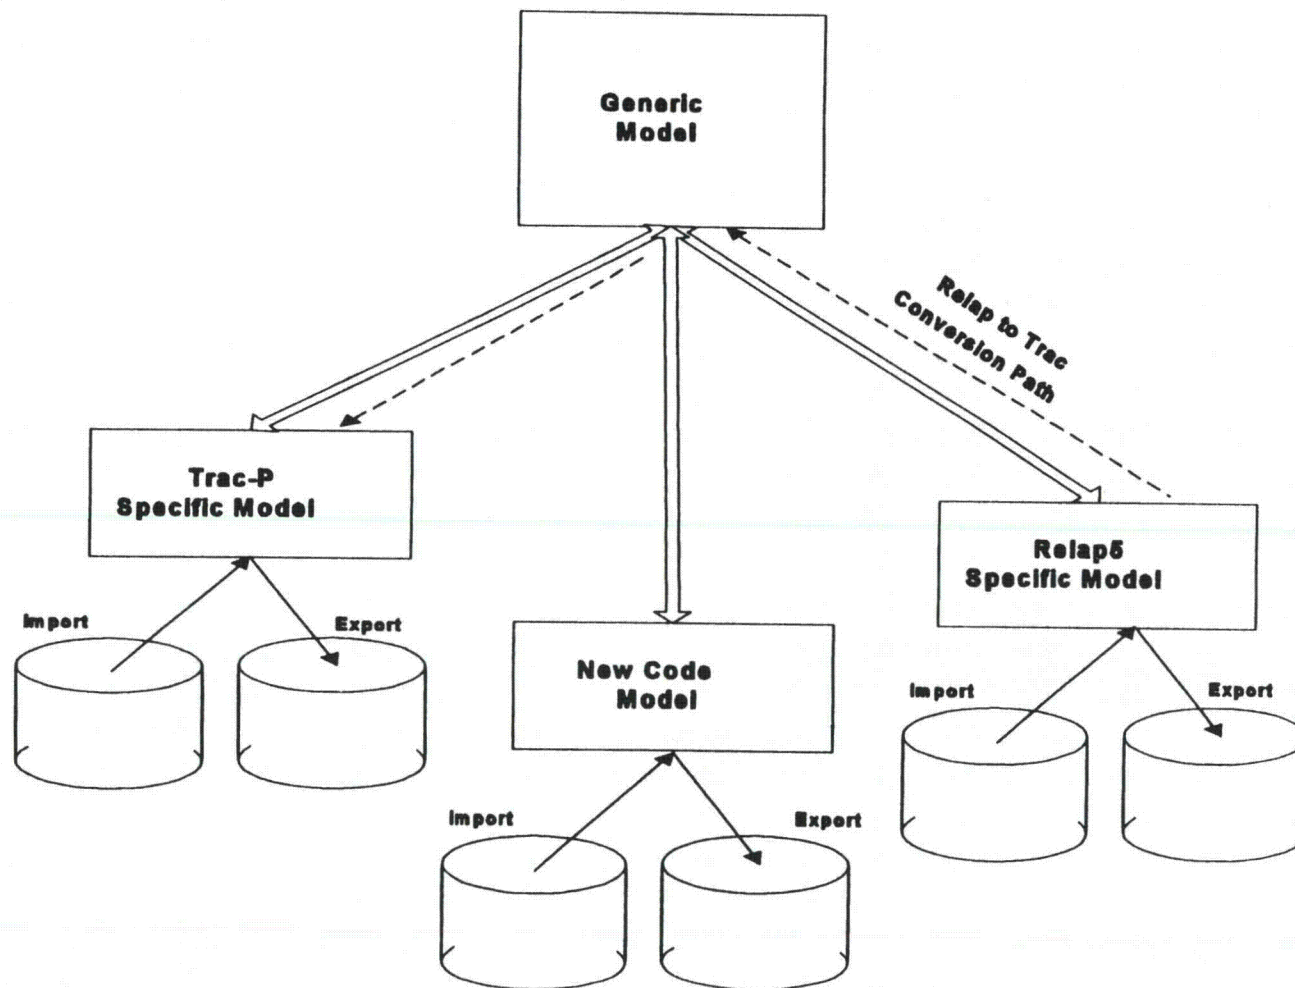 Generic
Model
Relap to Trac
Conversion Path
Trac-P
Specific Model
Relap5
Specific Model
Import
Export
New Code
Model
Import
Export
Import
Export